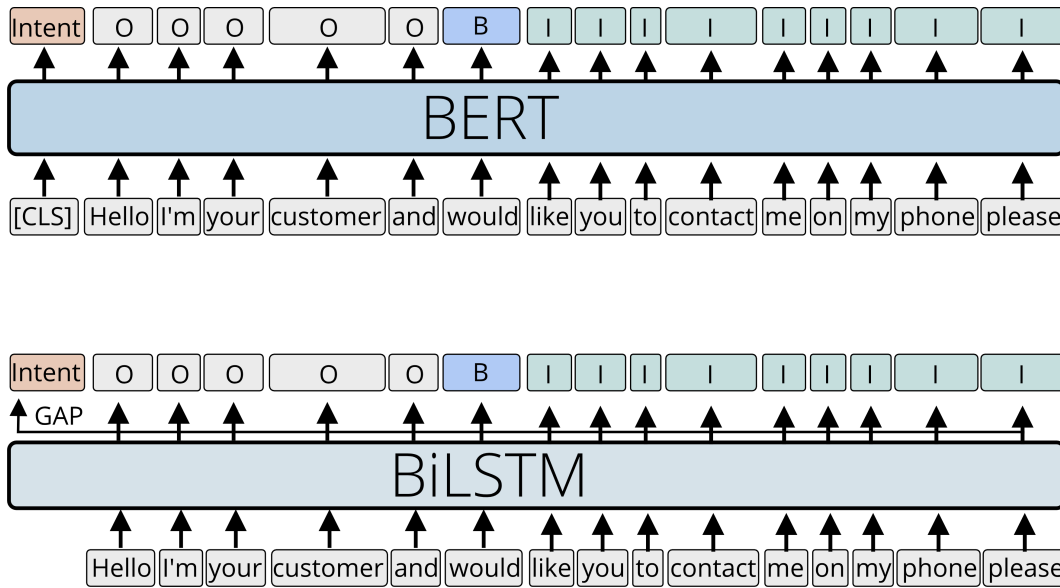 Intent O O O O O B I I I I I I I I I
BERT
[CLS] Hello I'm your customer and would like you to contact me on my phone please
Intent O O O O O B I I I I I I I I I
GAP
BiLSTM
Hello I'm your customer and would like you to contact me on my phone please